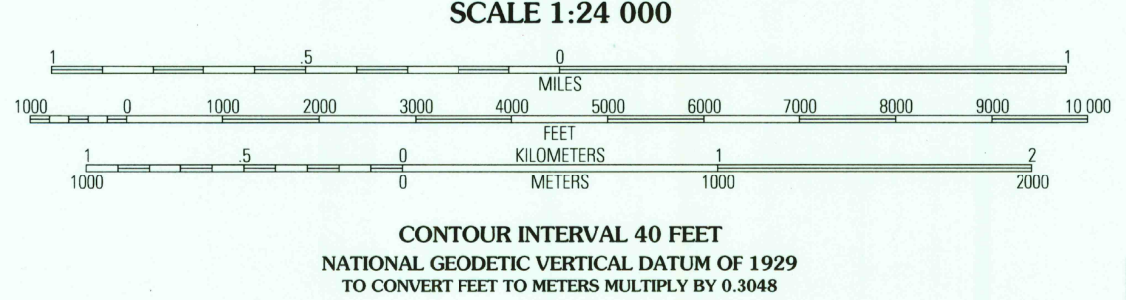 SCALE 1:24 000
1 .5 0 1
MILES
1000 0 1000 2000 3000 4000 5000 6000 7000 8000 9000 10 000
FEET
1 .5 0 KILOMETERS 1 2
1000 0 METERS 1000 2000
CONTOUR INTERVAL 40 FEET
NATIONAL GEODETIC VERTICAL DATUM OF 1929
TO CONVERT FEET TO METERS MULTIPLY BY 0.3048